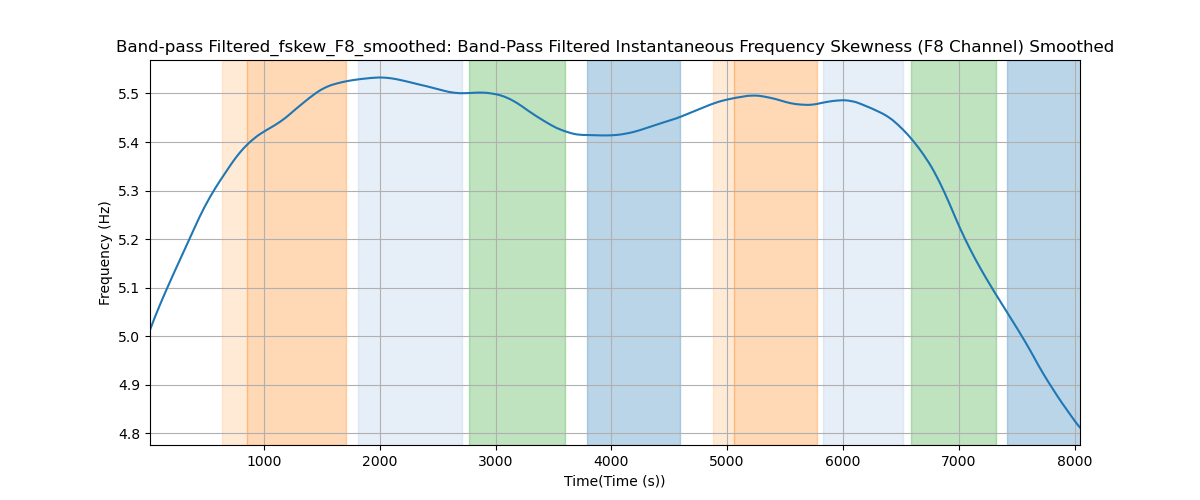 Band-pass Filtered_fskew_F8_smoothed: Band-Pass Filtered Instantaneous Frequency Skewness (F8 Channel) Smoothed
Frequency (Hz)
5.5
5.4
5.3
5.2
5.1
5.0
4.9
4.8
1000 2000 3000 4000 5000 6000 7000 8000
Time(Time (s))